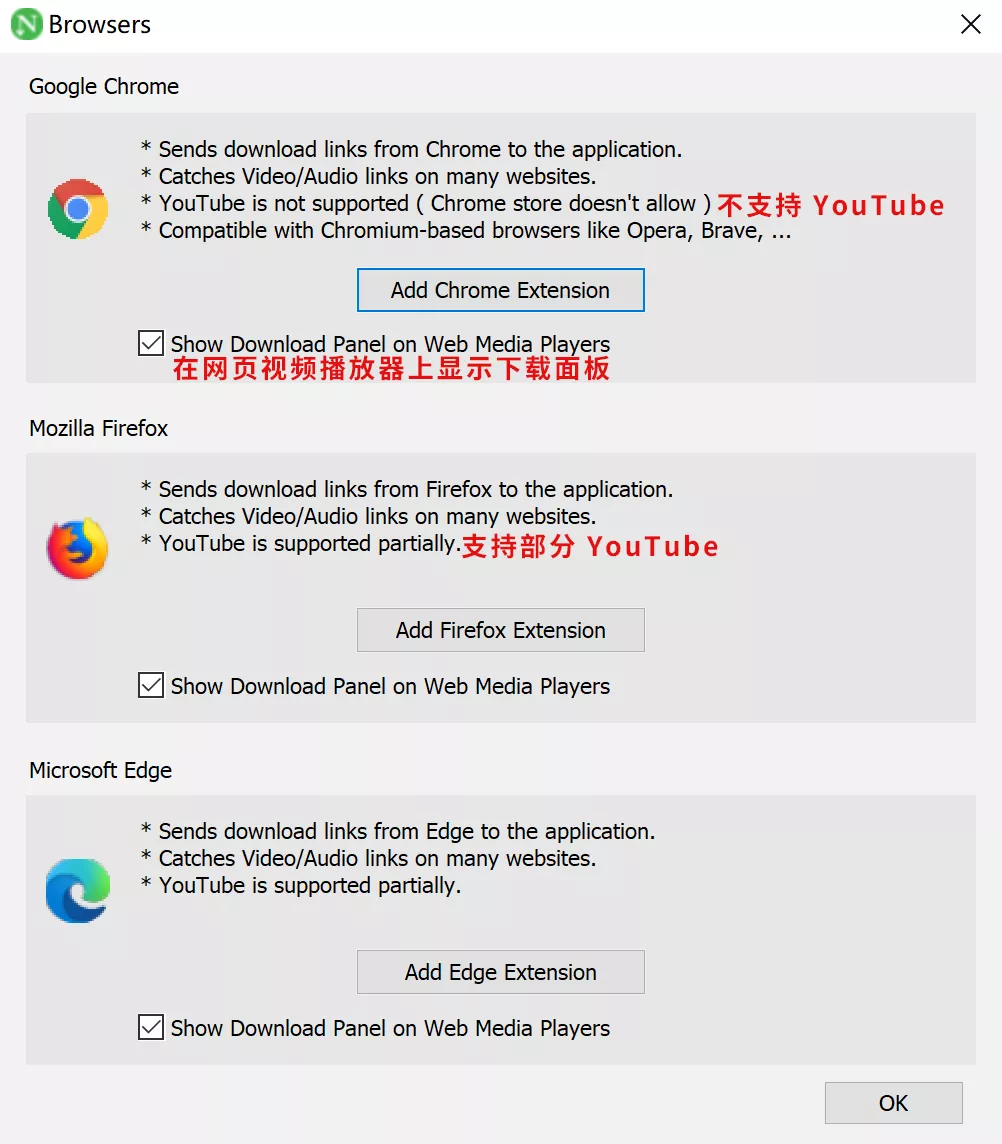 Browsers
Google Chrome
* Sends download links from Chrome to the application.
* Catches Video/Audio links on many websites.
* YouTube is not supported ( Chrome store doesn't allow ) 不支持 YouTube
* Compatible with Chromium-based browsers like Opera, Brave, ...
Add Chrome Extension
Show Download Panel on Web Media Players
在网页视频播放器上显示下载面板
Mozilla Firefox
* Sends download links from Firefox to the application.
* Catches Video/Audio links on many websites.
* YouTube is supported partially.支持部分 YouTube
Add Firefox Extension
Show Download Panel on Web Media Players
Microsoft Edge
* Sends download links from Edge to the application.
* Catches Video/Audio links on many websites.
* YouTube is supported partially.
Add Edge Extension
Show Download Panel on Web Media Players
OK